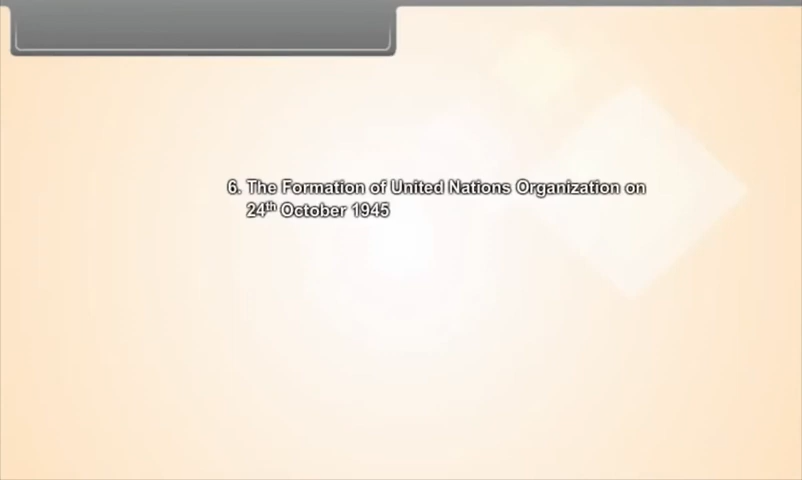 6. The Formation of United Nations Organization on
24th October 1945